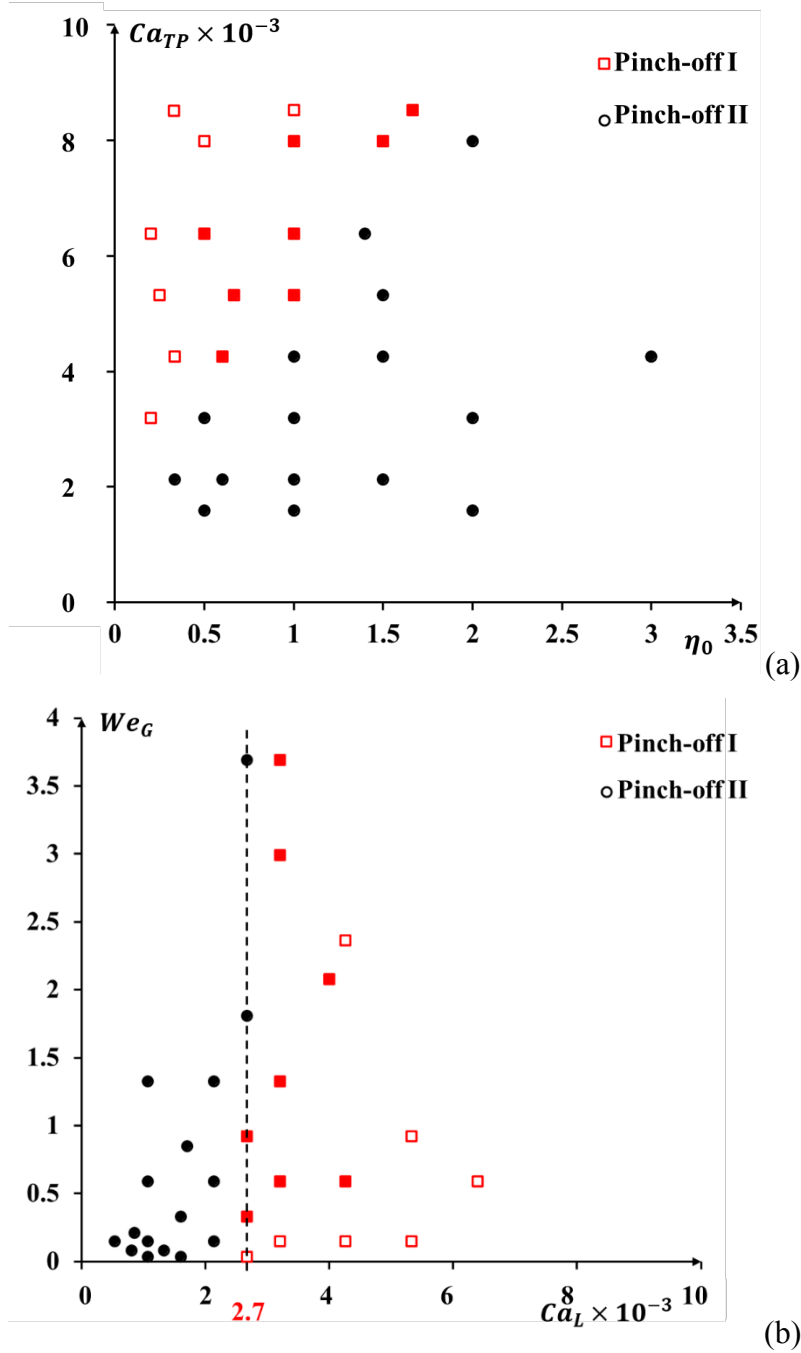 10
Ca_TP × 10⁻³
Pinch-off I
Pinch-off II
8
6
4
2
0
0 0.5 1 1.5 2 2.5 3 3.5
η₀
(a)
4
We_G
Pinch-off I
Pinch-off II
3.5
3
2.5
2
1.5
1
0.5
0
0 2 4 6 8 10
2.7
Ca_L × 10⁻³
(b)